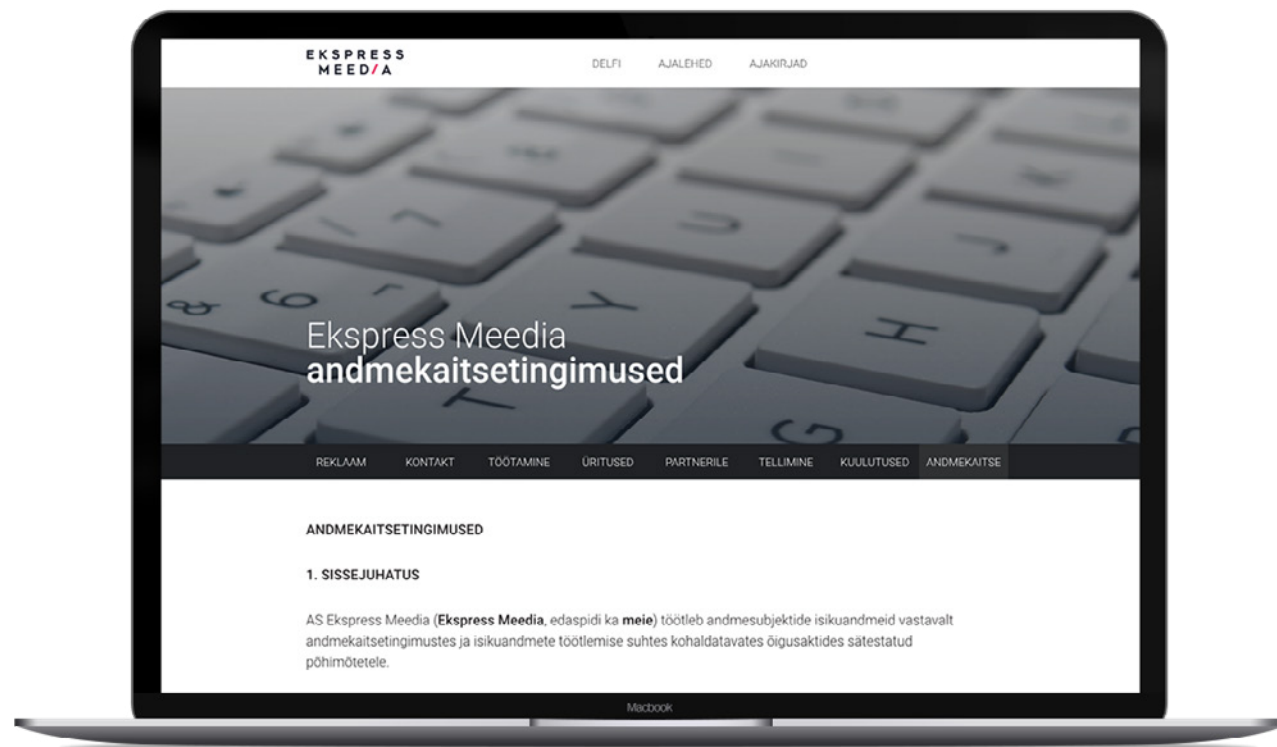 EKSPRESS
MEED/A
DELFI AJALEHED AJAKIRJAD
& 6 7 Y U H J T G
Ekspress Meedia
andmekaitsetingimused
REKLAAM KONTAKT TÖÖTAMINE ÜRITUSED PARTNERILE TELLIMINE KUULUTUSED ANDMEKAITSE
ANDMEKAITSETINGIMUSED
1. SISSEJUHATUS
AS Ekspress Meedia (Ekspress Meedia, edaspidi ka meie) töötleb andmesubjektide isikuandmeid vastavalt
andmekaitsetingimustes ja isikuandmete töötlemise suhtes kohaldatavates õigusaktides sätestatud
põhimõtetele.
Macbook